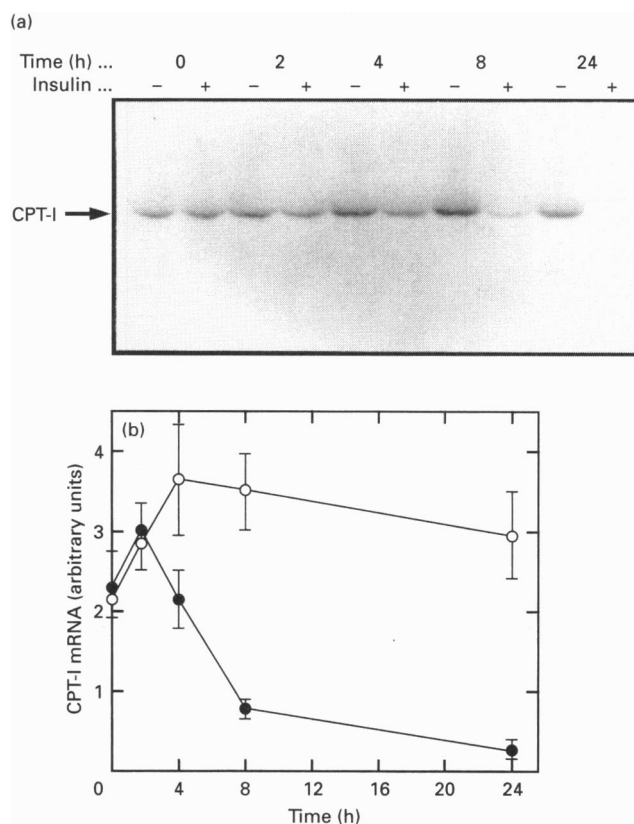 (a)
Time (h) ... 0 2 4 8 24
Insulin ... – + – + – + – + – +
CPT-I
(b)
CPT-I mRNA (arbitrary units)
4
3
2
1
0 4 8 12 16 20 24
Time (h)